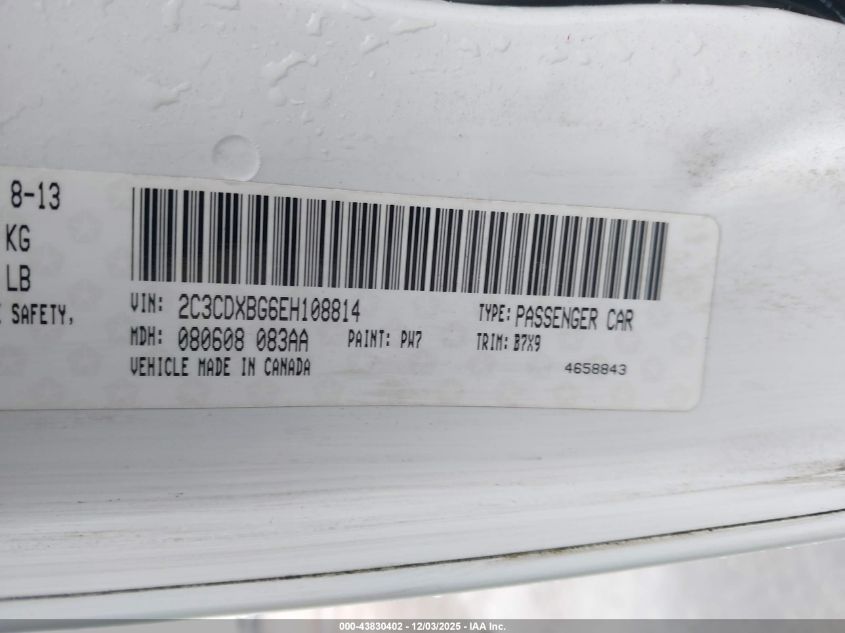 8-13
KG
LB
SAFETY,
VIN: 2C3CDXBG6EH108814 TYPE: PASSENGER CAR
MDH: 080608 083AA PAINT: PW7 TRIM: B7X9
VEHICLE MADE IN CANADA 4658843
000-43830402 - 12/03/2025 - IAA Inc.